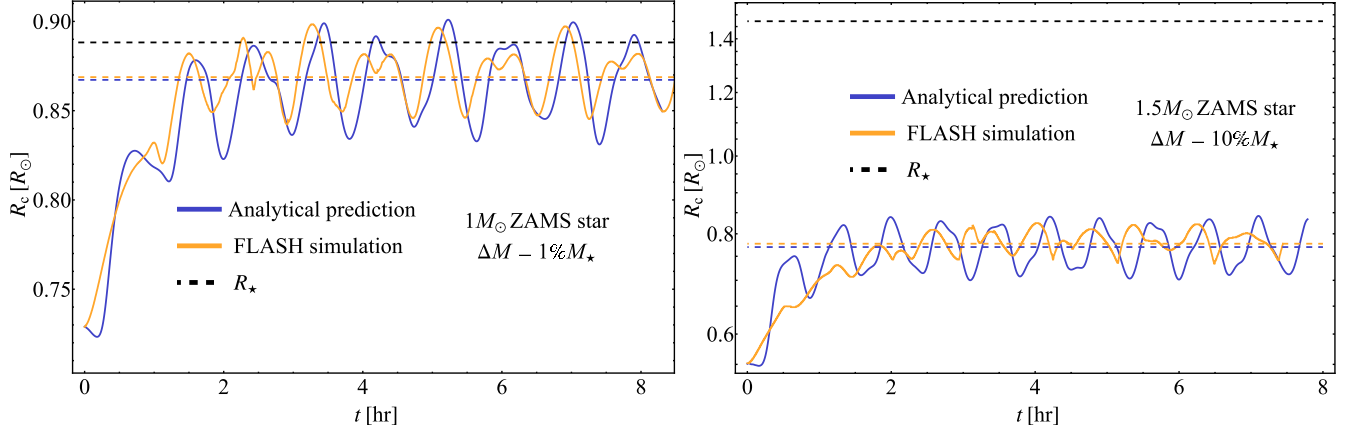 0.90
0.85
0.80
0.75
R_c [R_⊙]
Analytical prediction
FLASH simulation
R_★
1M_⊙ ZAMS star
ΔM − 1%M_★
0 2 4 6 8
t [hr]
1.4
1.2
1.0
0.8
0.6
R_c [R_⊙]
Analytical prediction
FLASH simulation
R_★
1.5M_⊙ ZAMS star
ΔM − 10%M_★
0 2 4 6 8
t [hr]